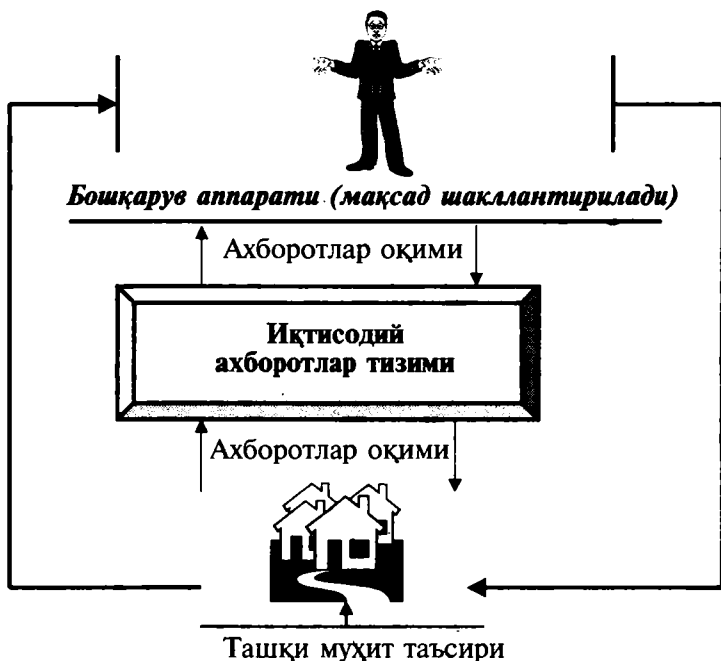 Бошқарув аппарати (мақсад шакллантирилади)
Ахборотлар оқими
Иқтисодий
ахборотлар тизими
Ахборотлар оқими
Ташқи муҳит таъсири